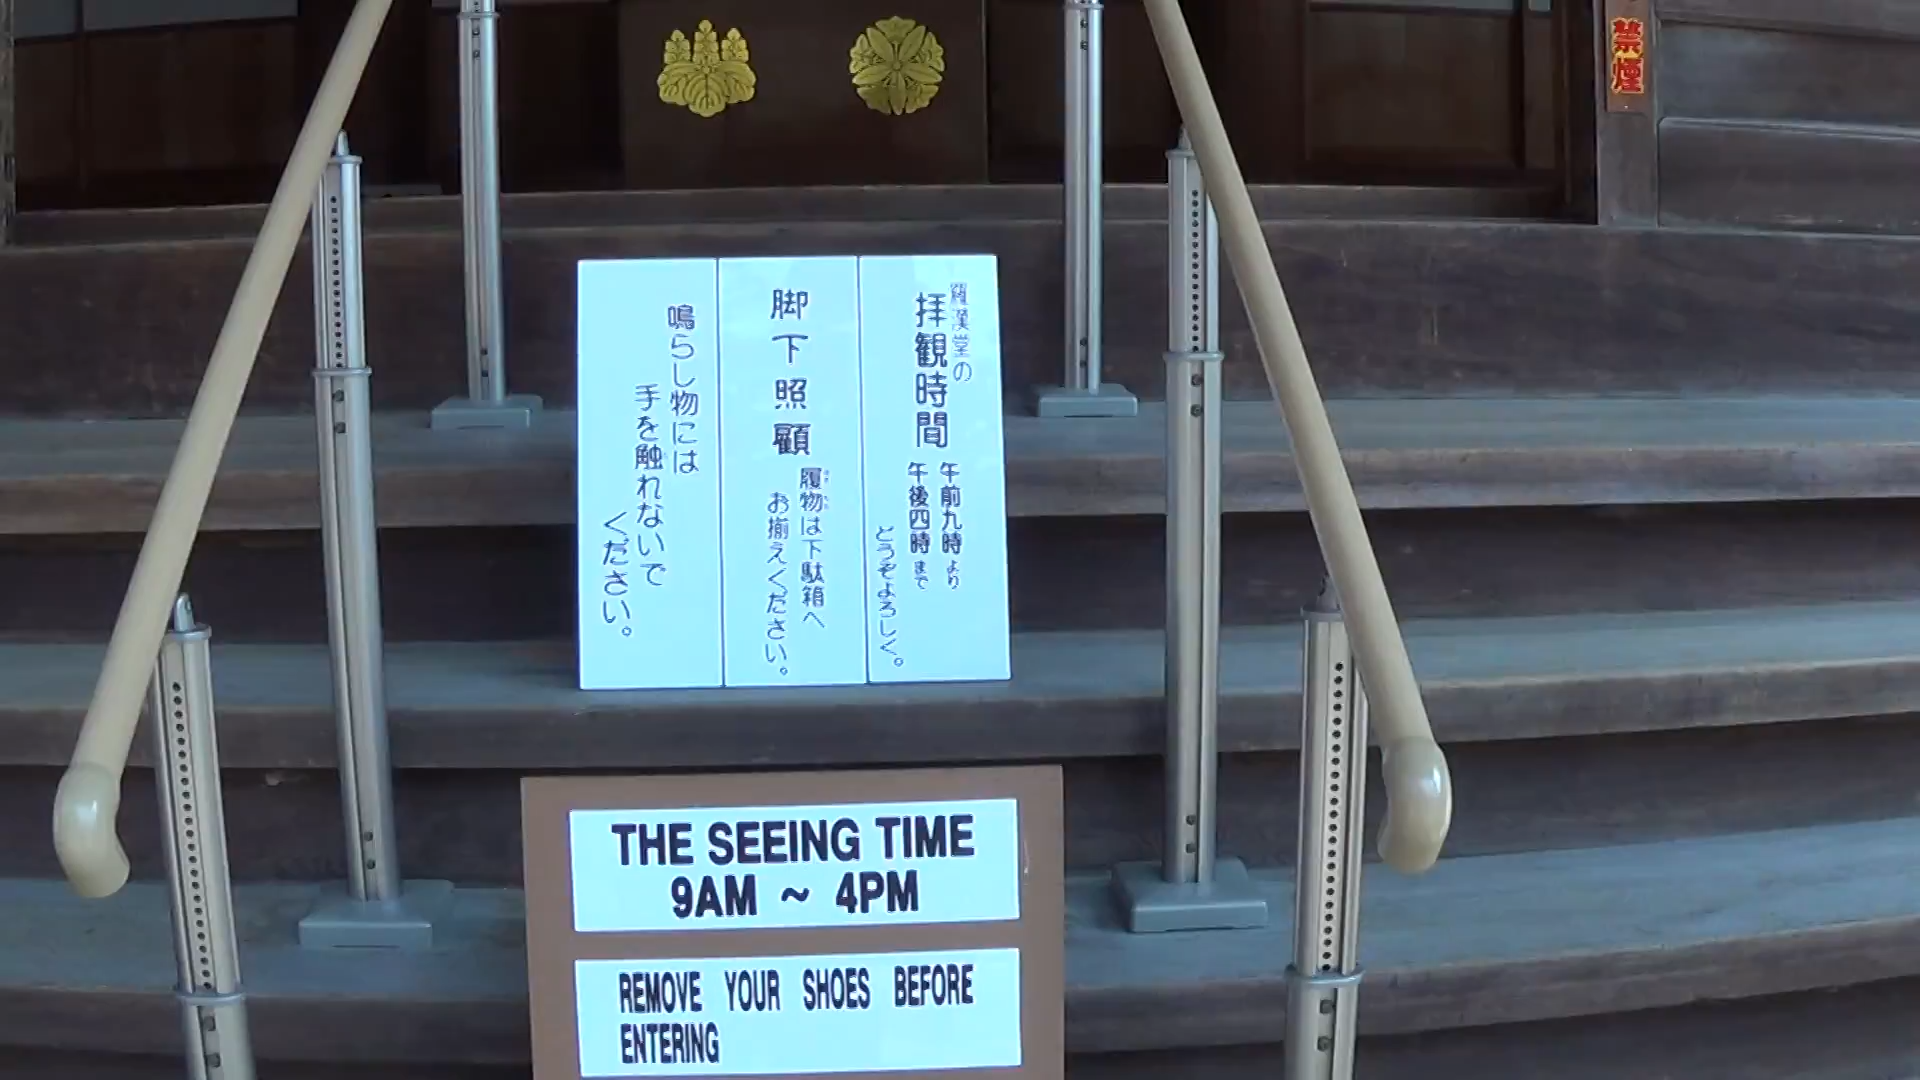 禁煙
羅漢堂の
拝観時間
午前九時より
午後四時まで
どうぞよろしく。
脚下照顧
履物は下駄箱へ
お揃えください。
鳴らし物には
手を触れないで
ください。
THE SEEING TIME
9AM ~ 4PM
REMOVE YOUR SHOES BEFORE
ENTERING